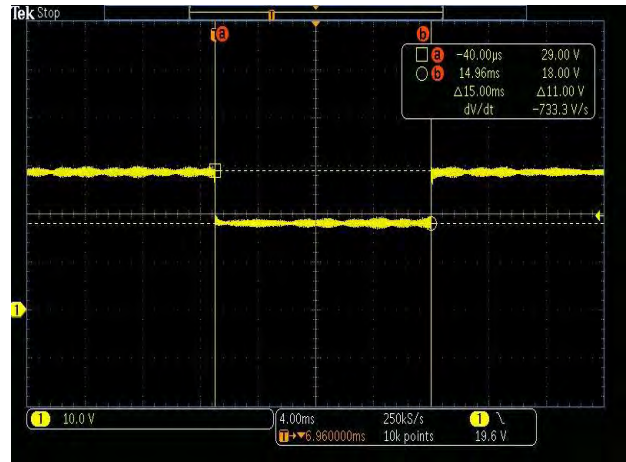 Tek Stop
T
T a b
a −40.00µs 29.00 V
b 14.96ms 18.00 V
Δ15.00ms Δ11.00 V
dV/dt −733.3 V/s
1
1 10.0 V
4.00ms 250kS/s 1 \
T→▼6.960000ms 10k points 19.6 V